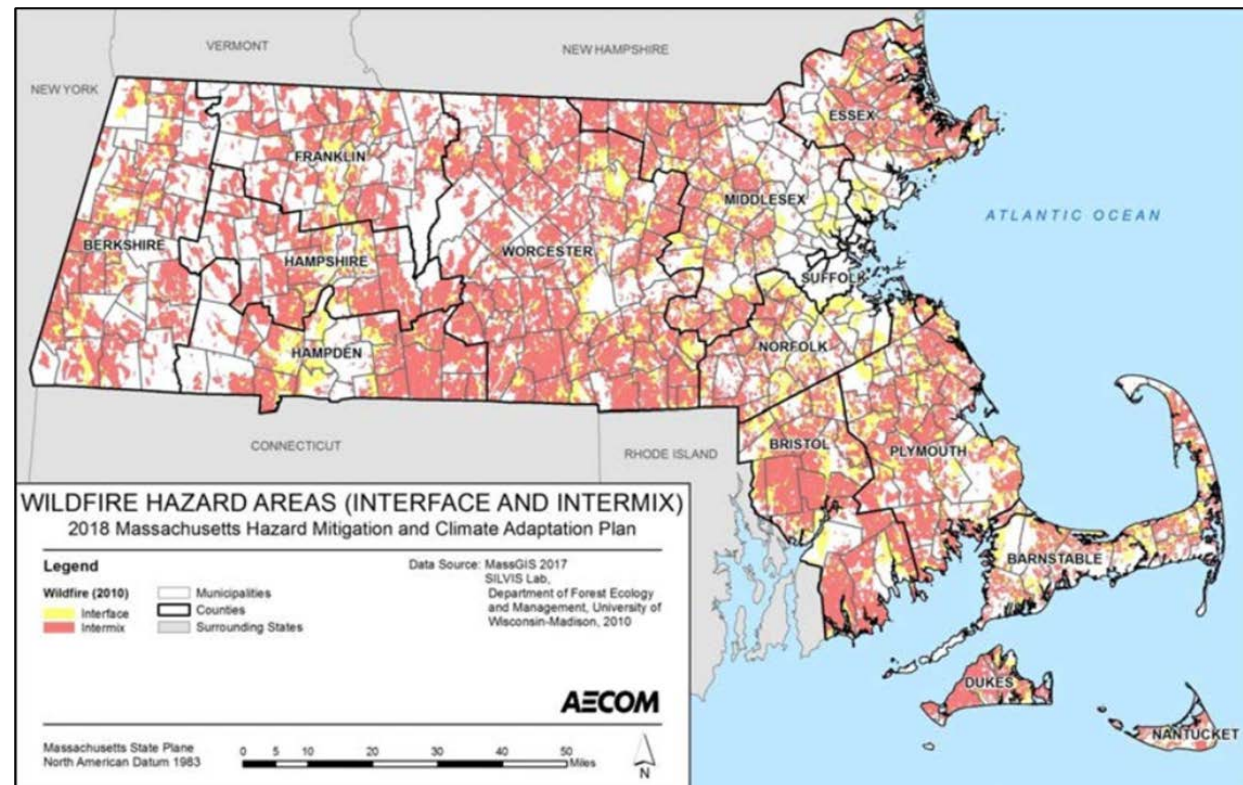 VERMONT
NEW HAMPSHIRE
NEW YORK
ESSEX
FRANKLIN
MIDDLESEX
ATLANTIC OCEAN
BERKSHIRE
WORCESTER
HAMPSHIRE
SUFFOLK
HAMPDEN
NORFOLK
CONNECTICUT
RHODE ISLAND
BRISTOL
PLYMOUTH
BARNSTABLE
DUKES
NANTUCKET
WILDFIRE HAZARD AREAS (INTERFACE AND INTERMIX)
2018 Massachusetts Hazard Mitigation and Climate Adaptation Plan
Legend
Wildfire (2010)
Interface
Intermix
Municipalities
Counties
Surrounding States
Data Source: MassGIS 2017
SILVIS Lab,
Department of Forest Ecology
and Management, University of
Wisconsin-Madison, 2010
AECOM
Massachusetts State Plane
North American Datum 1983
0 5 10 20 30 40 50
Miles
N